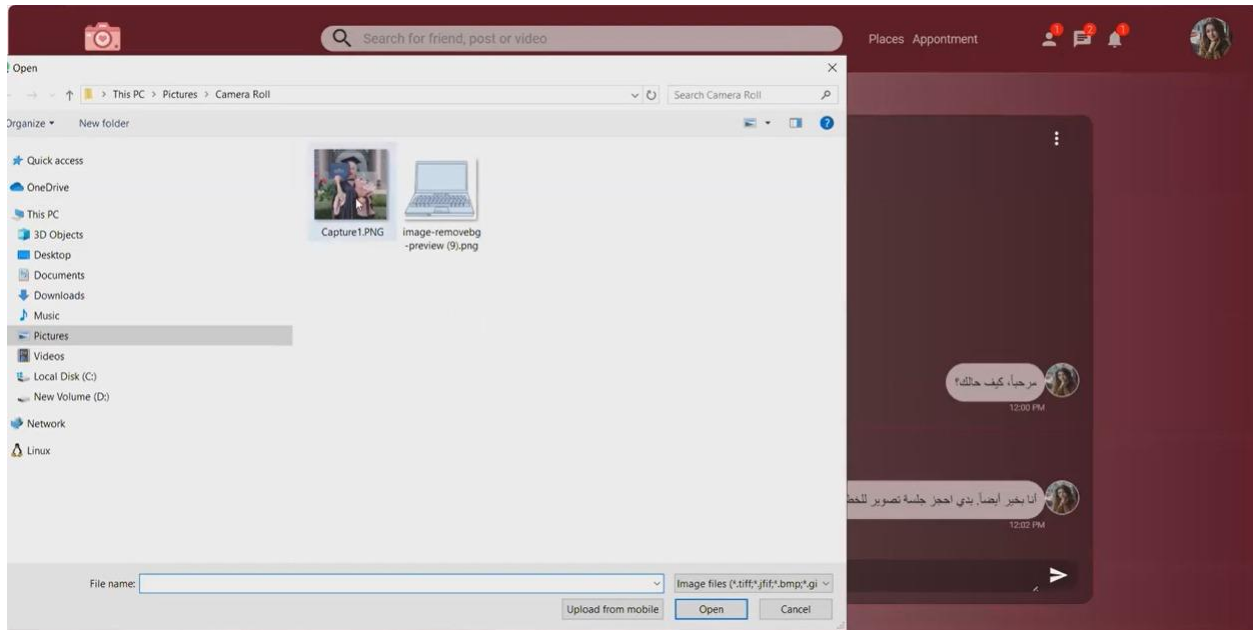 Search for friend, post or video
Places Appontment
1
2
1
Open
This PC > Pictures > Camera Roll
Search Camera Roll
Organize
New folder
?
Quick access
OneDrive
This PC
3D Objects
Desktop
Documents
Downloads
Music
Pictures
Videos
Local Disk (C:)
New Volume (D:)
Network
Linux
Capture1.PNG
image-removebg
-preview (9).png
مرحباً، كيف حالك؟
12:00 PM
أنا بخير أيضاً. بدي احجز جلسة تصوير للخط
12:02 PM
File name:
Image files (*.tiff;*.jfif;*.bmp;*.gi
Upload from mobile
Open
Cancel